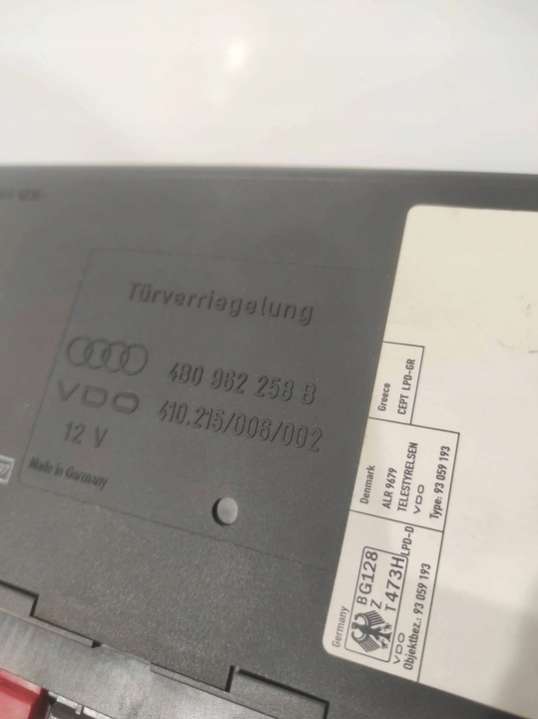 Türverriegelung
4B0 962 258 B
VDO 410.215/006/002
12 V
Made in Germany
Greece
CEPT LPD-GR
Denmark
ALR 9679
TELESTYRELSEN
VDO
Type: 93 059 193
Germany
BG128
Z
T473H
LPD-D
VDO
Objektbez.: 93 059 193